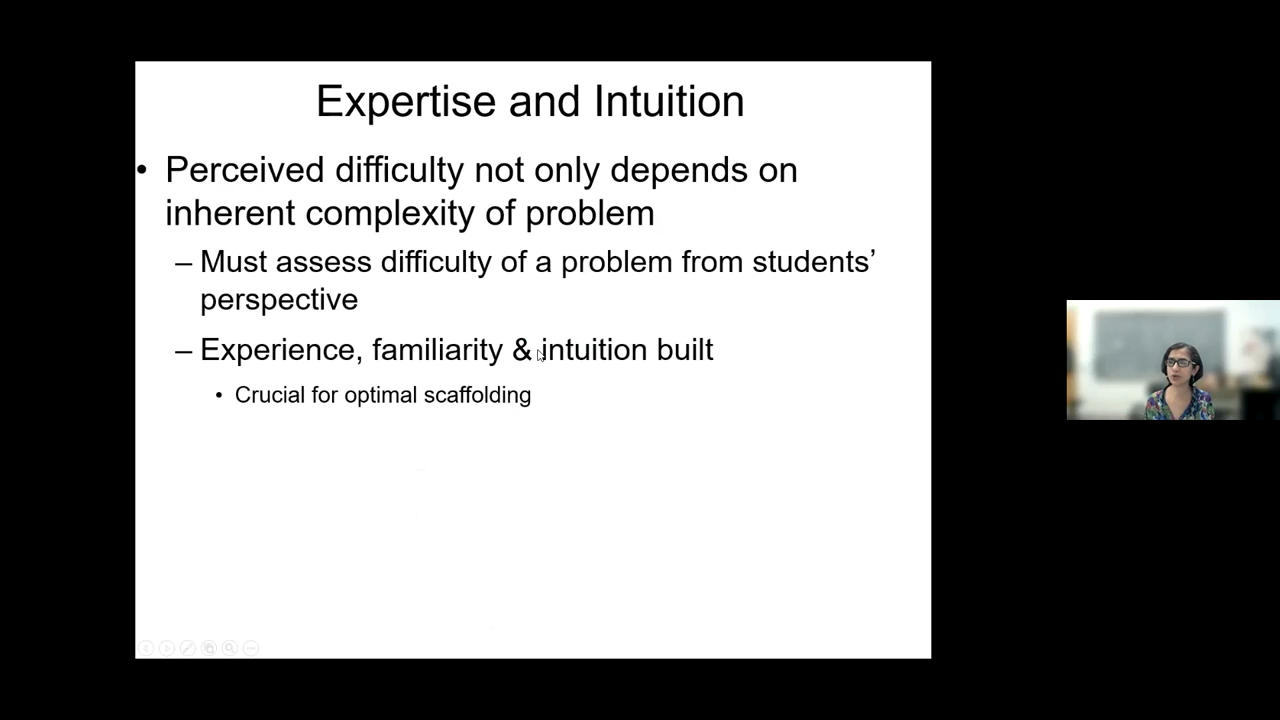 Expertise and Intuition
• Perceived difficulty not only depends on
inherent complexity of problem
– Must assess difficulty of a problem from students’
perspective
– Experience, familiarity & intuition built
• Crucial for optimal scaffolding